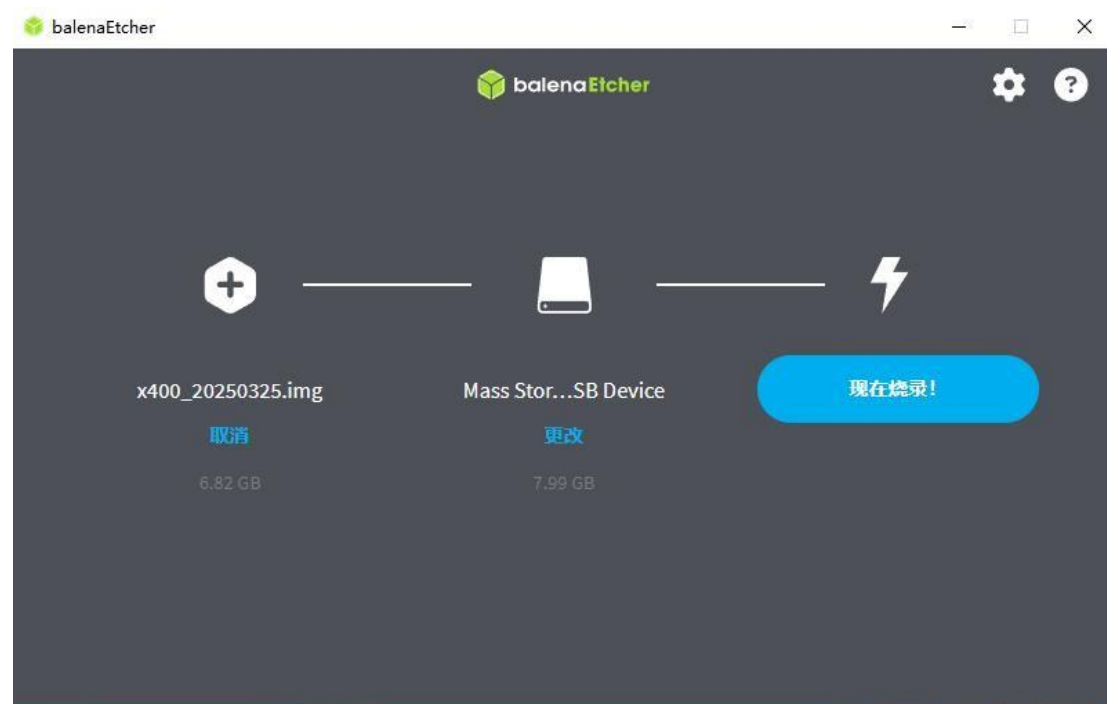 balenaEtcher
balenaEtcher
x400_20250325.img
Mass Stor...SB Device
现在烧录!
取消
更改
6.82 GB
7.99 GB